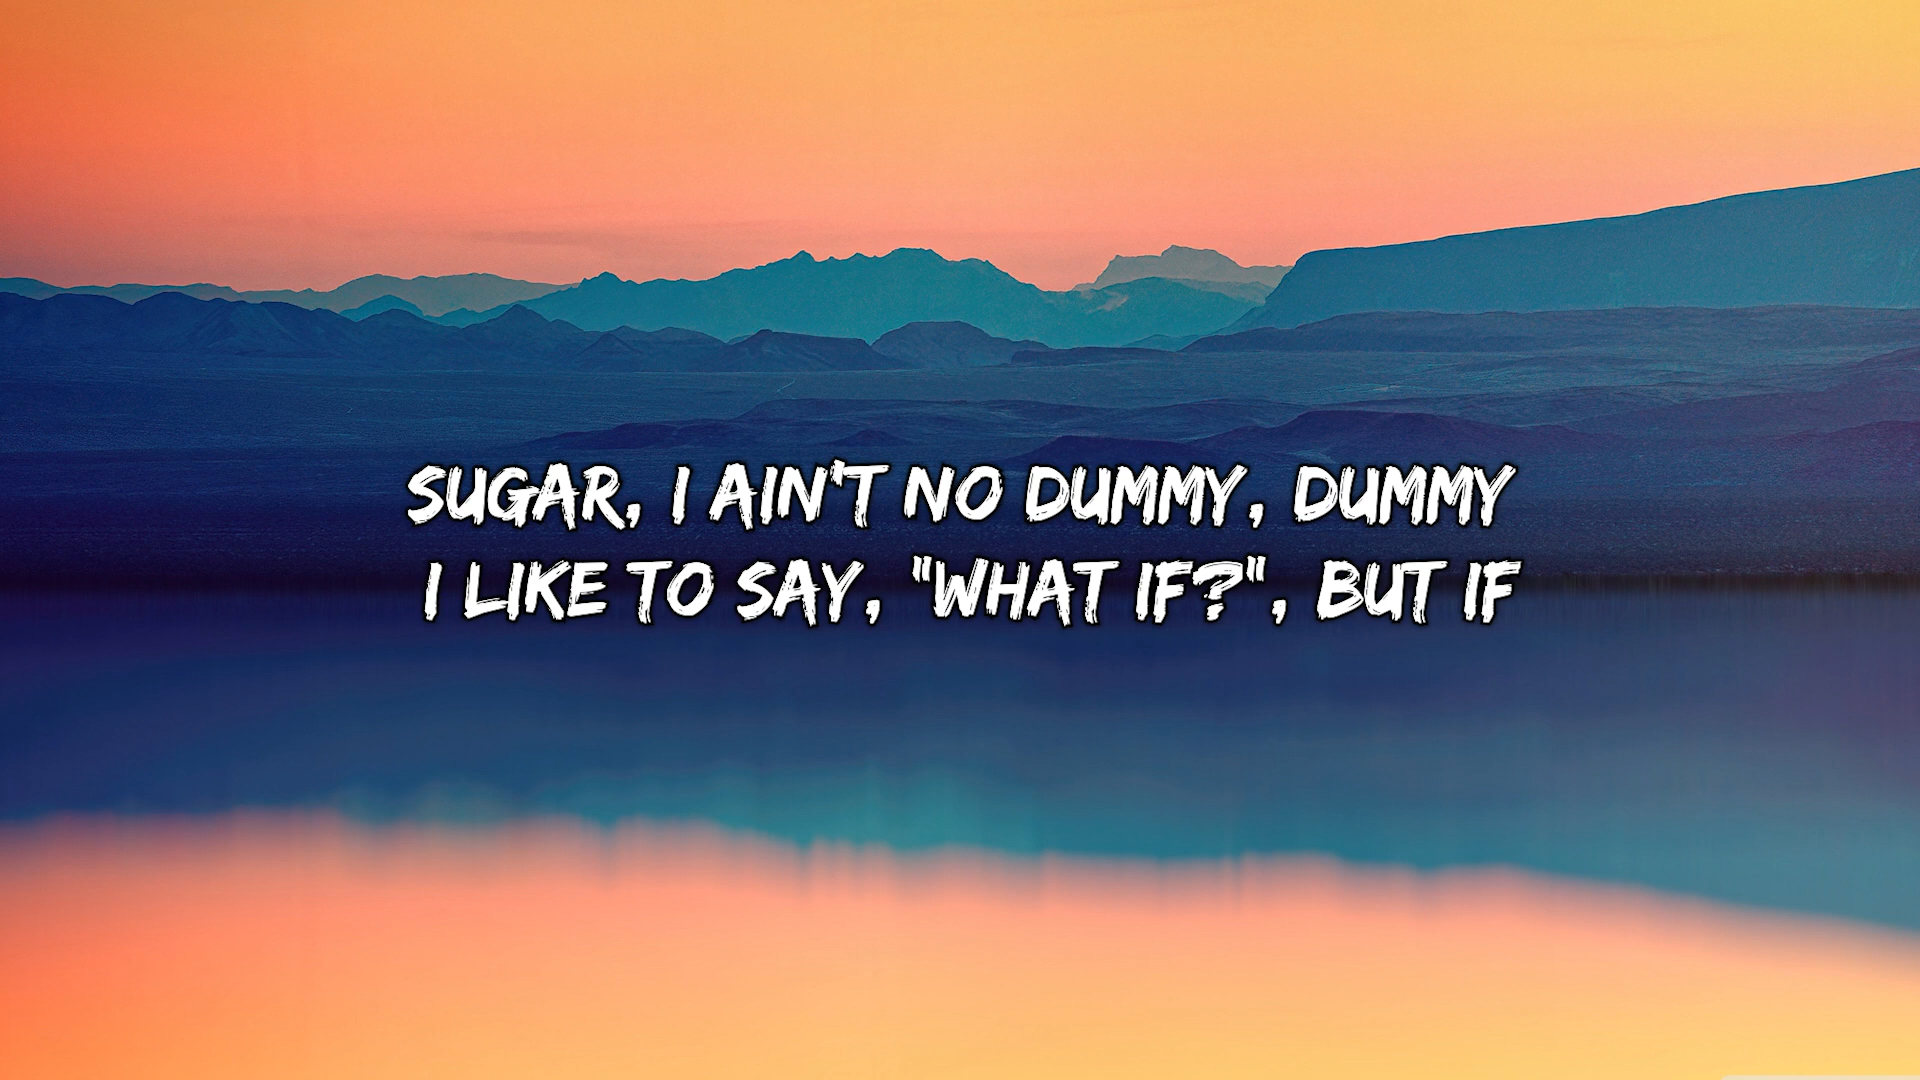 SUGAR, I AIN'T NO DUMMY, DUMMY
I LIKE TO SAY, "WHAT IF?", BUT IF